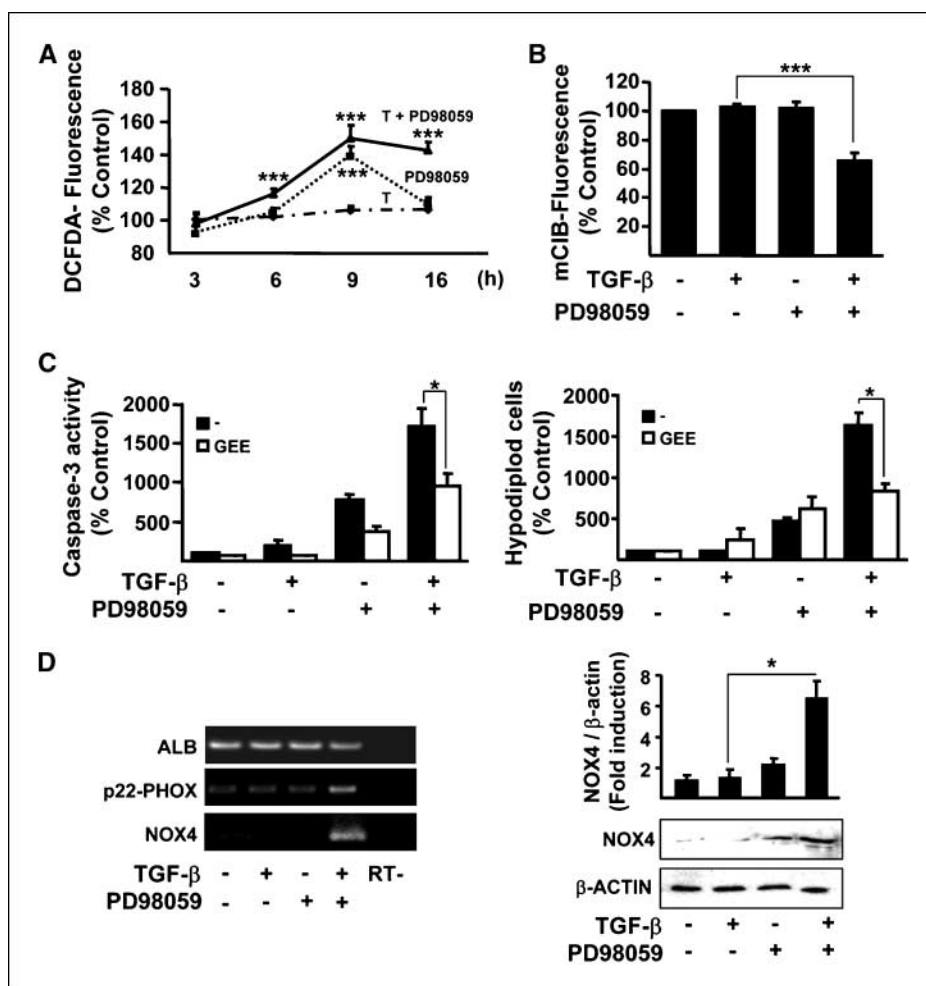 A
DCFDA- Fluorescence
(% Control)
180
160
140
120
100
80
***
***
***
***
T + PD98059
PD98059
T
3 6 9 16 (h)
B
mCIB-Fluorescence
(% Control)
120
100
80
60
40
20
***
TGF-β - + - +
PD98059 - - + +
C
Caspase-3 activity
(% Control)
2000
1500
1000
500
-
GEE
*
TGF-β - + - +
PD98059 - - + +
Hypodiplod cells
(% Control)
2000
1500
1000
500
-
GEE
*
TGF-β - + - +
PD98059 - - + +
D
ALB
p22-PHOX
NOX4
TGF-β - + - + RT-
PD98059 - - + +
NOX4 / β-actin
(Fold induction)
8
6
4
2
*
NOX4
β-ACTIN
TGF-β - + - +
PD98059 - - + +